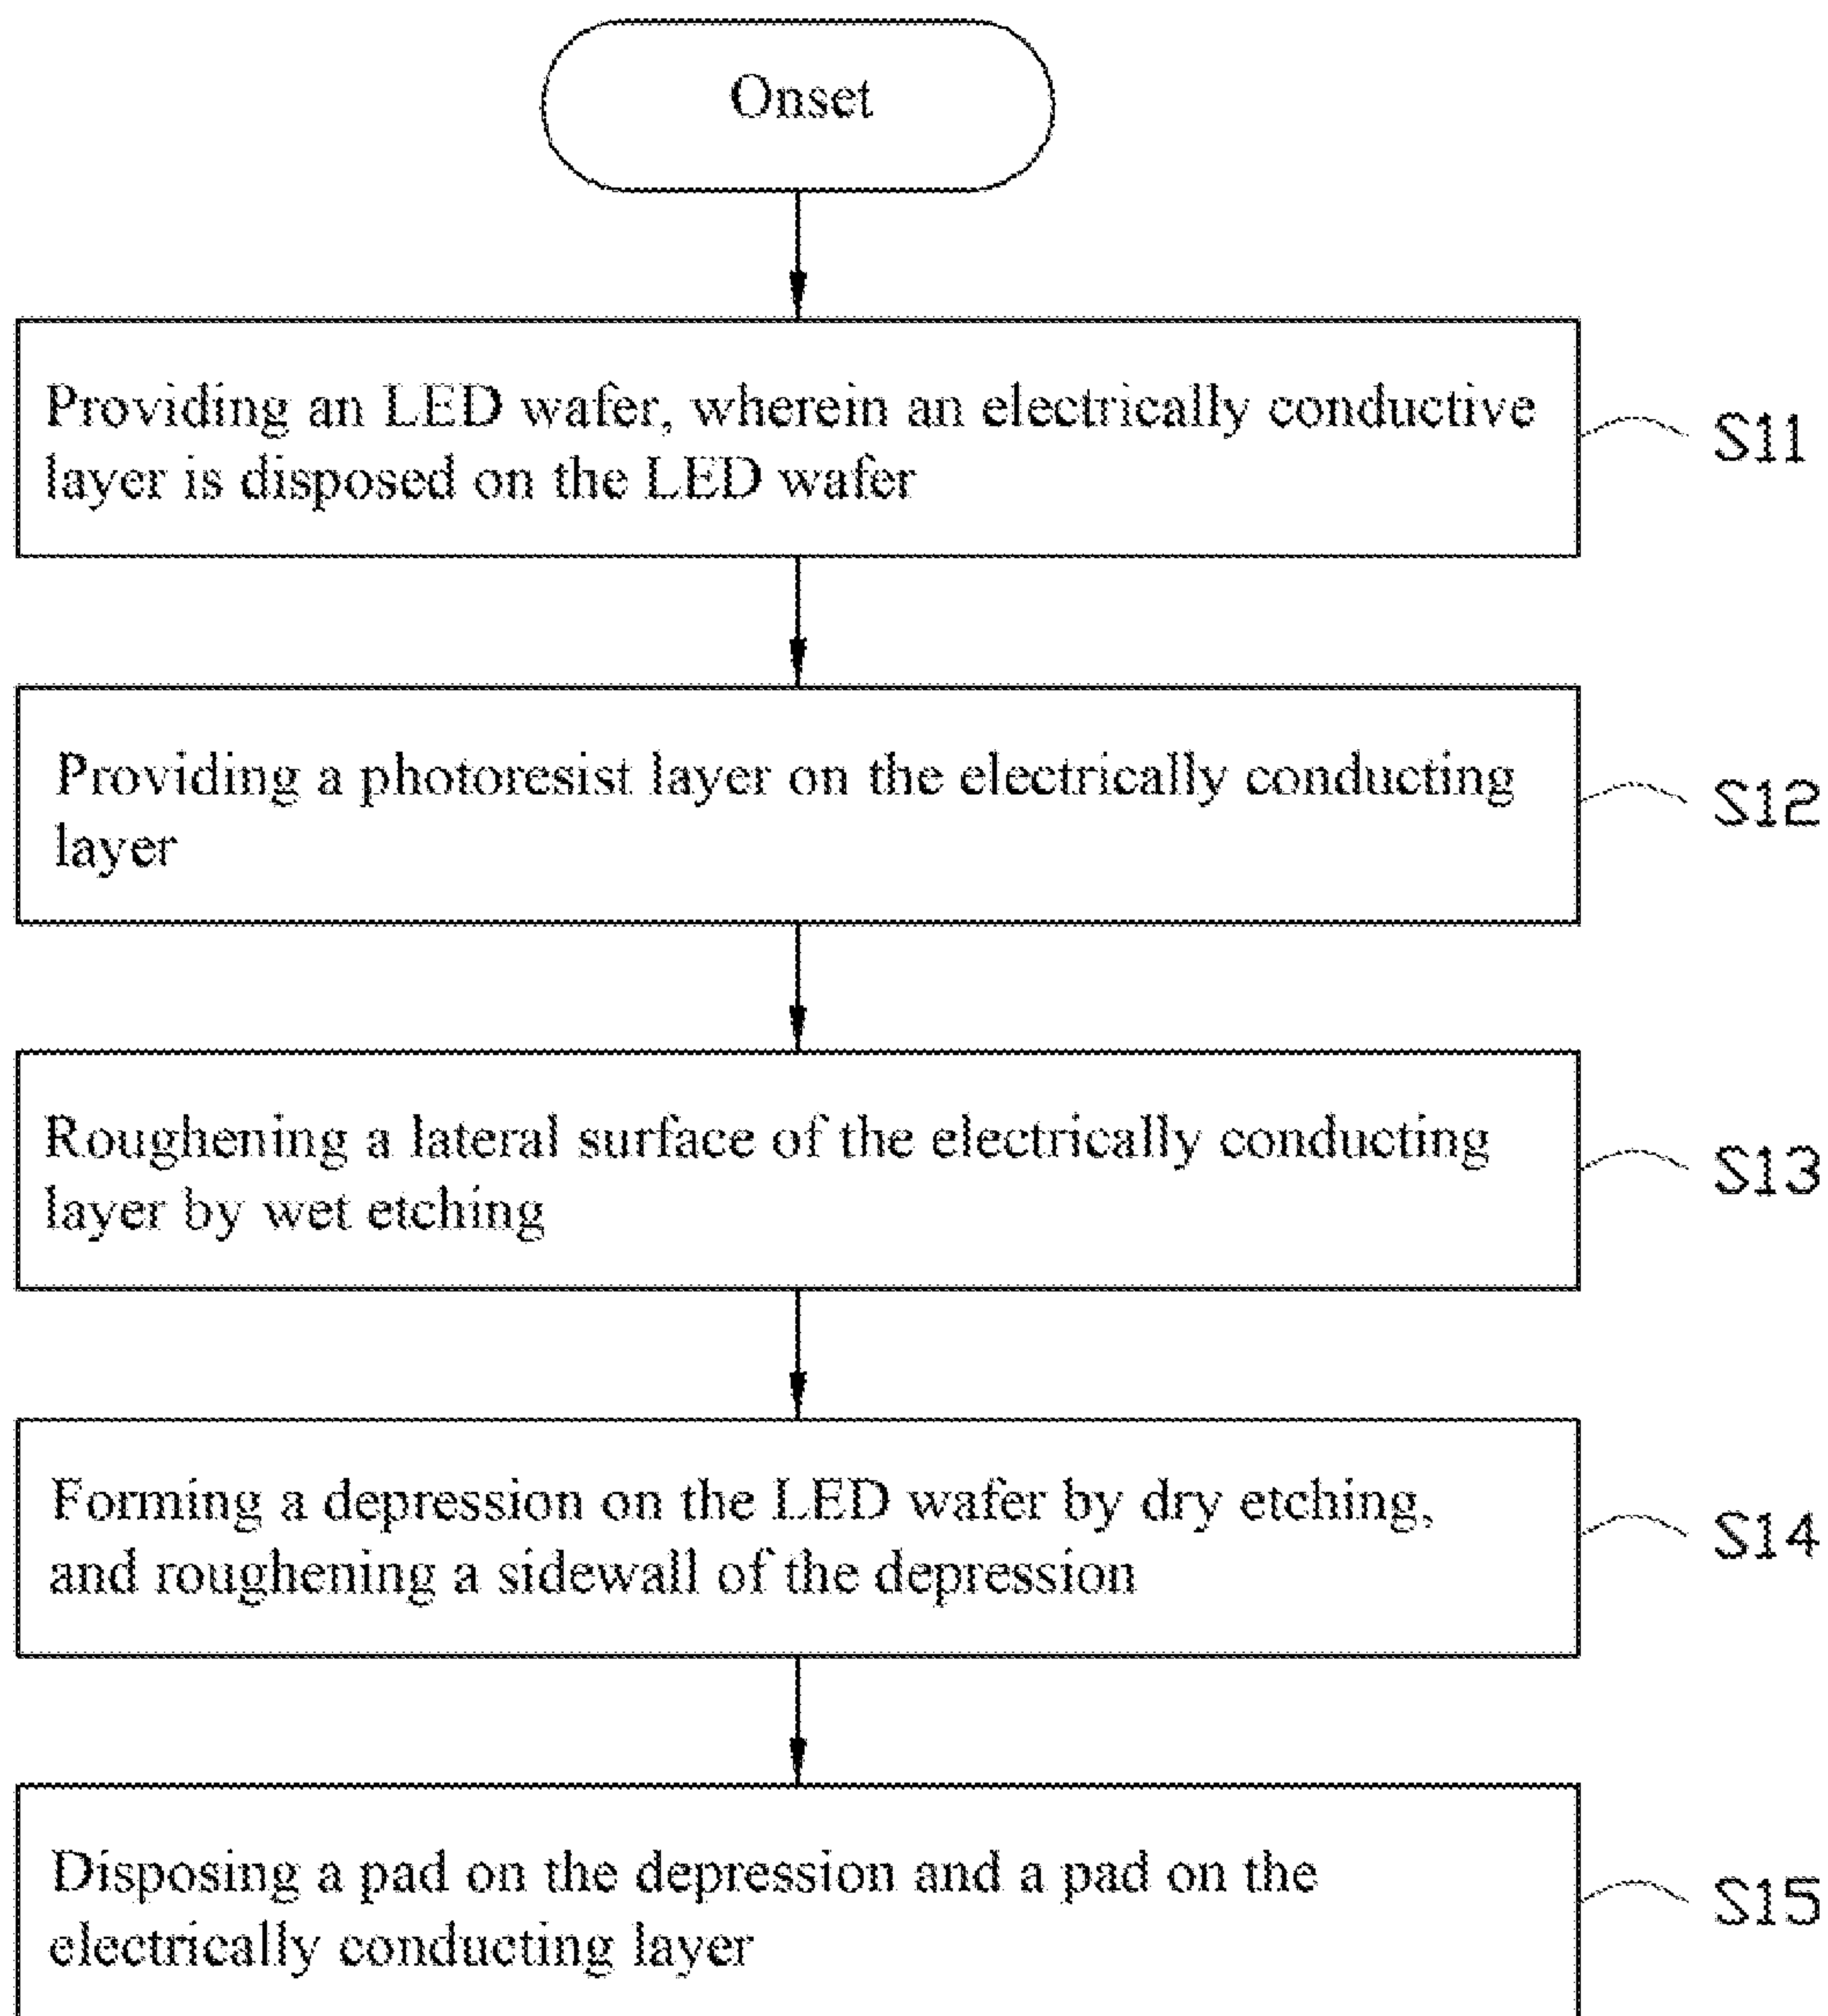 Onset
Providing an LED wafer, wherein an electrically conductive
layer is disposed on the LED wafer
S11
Providing a photoresist layer on the electrically conducting
layer
S12
Roughening a lateral surface of the electrically conducting
layer by wet etching
S13
Forming a depression on the LED wafer by dry etching,
and roughening a sidewall of the depression
S14
Disposing a pad on the depression and a pad on the
electrically conducting layer
S15